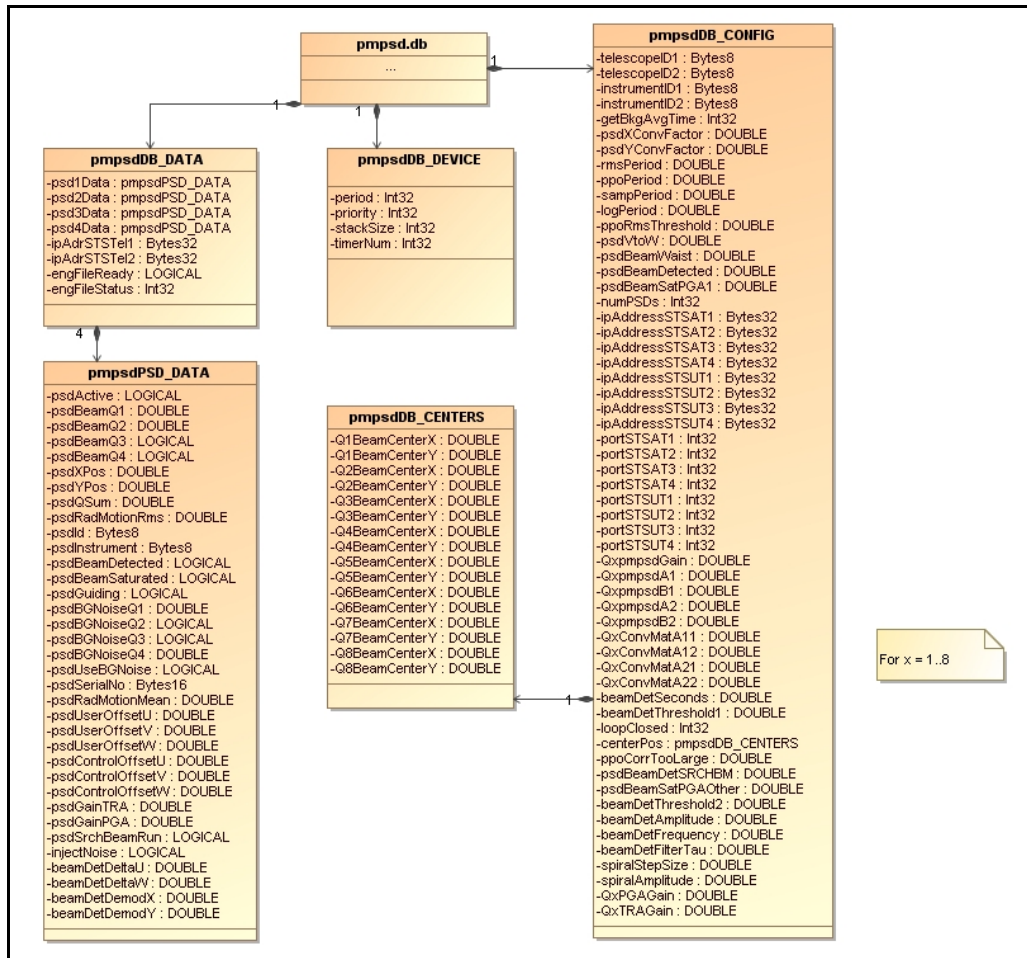 pmpsd.db
...
1
1
1
pmpsdDB_DATA
-psd1Data : pmpsdPSD_DATA
-psd2Data : pmpsdPSD_DATA
-psd3Data : pmpsdPSD_DATA
-psd4Data : pmpsdPSD_DATA
-ipAdrSTSTel1 : Bytes32
-ipAdrSTSTel2 : Bytes32
-engFileReady : LOGICAL
-engFileStatus : Int32
4
pmpsdDB_DEVICE
-period : Int32
-priority : Int32
-stackSize : Int32
-timerNum : Int32
pmpsdPSD_DATA
-psdActive : LOGICAL
-psdBeamQ1 : DOUBLE
-psdBeamQ2 : DOUBLE
-psdBeamQ3 : LOGICAL
-psdBeamQ4 : LOGICAL
-psdXPos : DOUBLE
-psdYPos : DOUBLE
-psdQSum : DOUBLE
-psdRadMotionRms : DOUBLE
-psdId : Bytes8
-psdInstrument : Bytes8
-psdBeamDetected : LOGICAL
-psdBeamSaturated : LOGICAL
-psdGuiding : LOGICAL
-psdBGNoiseQ1 : DOUBLE
-psdBGNoiseQ2 : LOGICAL
-psdBGNoiseQ3 : LOGICAL
-psdBGNoiseQ4 : DOUBLE
-psdUseBGNoise : LOGICAL
-psdSerialNo : Bytes16
-psdRadMotionMean : DOUBLE
-psdUserOffsetU : DOUBLE
-psdUserOffsetV : DOUBLE
-psdUserOffsetW : DOUBLE
-psdControlOffsetU : DOUBLE
-psdControlOffsetV : DOUBLE
-psdControlOffsetW : DOUBLE
-psdGainTRA : DOUBLE
-psdGainPGA : DOUBLE
-psdSrchBeamRun : LOGICAL
-injectNoise : LOGICAL
-beamDetDeltaU : DOUBLE
-beamDetDeltaW : DOUBLE
-beamDetDemodX : DOUBLE
-beamDetDemodY : DOUBLE
pmpsdDB_CENTERS
-Q1BeamCenterX : DOUBLE
-Q1BeamCenterY : DOUBLE
-Q2BeamCenterX : DOUBLE
-Q2BeamCenterY : DOUBLE
-Q3BeamCenterX : DOUBLE
-Q3BeamCenterY : DOUBLE
-Q4BeamCenterX : DOUBLE
-Q4BeamCenterY : DOUBLE
-Q5BeamCenterX : DOUBLE
-Q5BeamCenterY : DOUBLE
-Q6BeamCenterX : DOUBLE
-Q6BeamCenterY : DOUBLE
-Q7BeamCenterX : DOUBLE
-Q7BeamCenterY : DOUBLE
-Q8BeamCenterX : DOUBLE
-Q8BeamCenterY : DOUBLE
1
pmpsdDB_CONFIG
-telescopeID1 : Bytes8
-telescopeID2 : Bytes8
-instrumentID1 : Bytes8
-instrumentID2 : Bytes8
-getBkgAvgTime : Int32
-psdXConvFactor : DOUBLE
-psdYConvFactor : DOUBLE
-rmsPeriod : DOUBLE
-ppoPeriod : DOUBLE
-sampPeriod : DOUBLE
-logPeriod : DOUBLE
-ppoRmsThreshold : DOUBLE
-psdVtoW : DOUBLE
-psdBeamWaist : DOUBLE
-psdBeamDetected : DOUBLE
-psdBeamSatPGA1 : DOUBLE
-numPSDs : Int32
-ipAddressSTSAT1 : Bytes32
-ipAddressSTSAT2 : Bytes32
-ipAddressSTSAT3 : Bytes32
-ipAddressSTSAT4 : Bytes32
-ipAddressSTSUT1 : Bytes32
-ipAddressSTSUT2 : Bytes32
-ipAddressSTSUT3 : Bytes32
-ipAddressSTSUT4 : Bytes32
-portSTSAT1 : Int32
-portSTSAT2 : Int32
-portSTSAT3 : Int32
-portSTSAT4 : Int32
-portSTSUT1 : Int32
-portSTSUT2 : Int32
-portSTSUT3 : Int32
-portSTSUT4 : Int32
-QxpmpsdGain : DOUBLE
-QxpmpsdA1 : DOUBLE
-QxpmpsdB1 : DOUBLE
-QxpmpsdA2 : DOUBLE
-QxpmpsdB2 : DOUBLE
-QxConvMatA11 : DOUBLE
-QxConvMatA12 : DOUBLE
-QxConvMatA21 : DOUBLE
-QxConvMatA22 : DOUBLE
-beamDetSeconds : DOUBLE
-beamDetThreshold1 : DOUBLE
-loopClosed : Int32
-centerPos : pmpsdDB_CENTERS
-ppoCorrTooLarge : DOUBLE
-psdBeamDetSRCHBM : DOUBLE
-psdBeamSatPGAOther : DOUBLE
-beamDetThreshold2 : DOUBLE
-beamDetAmplitude : DOUBLE
-beamDetFrequency : DOUBLE
-beamDetFilterTau : DOUBLE
-spiralStepSize : DOUBLE
-spiralAmplitude : DOUBLE
-QxPGAGain : DOUBLE
-QxTRAGain : DOUBLE
For x = 1..8